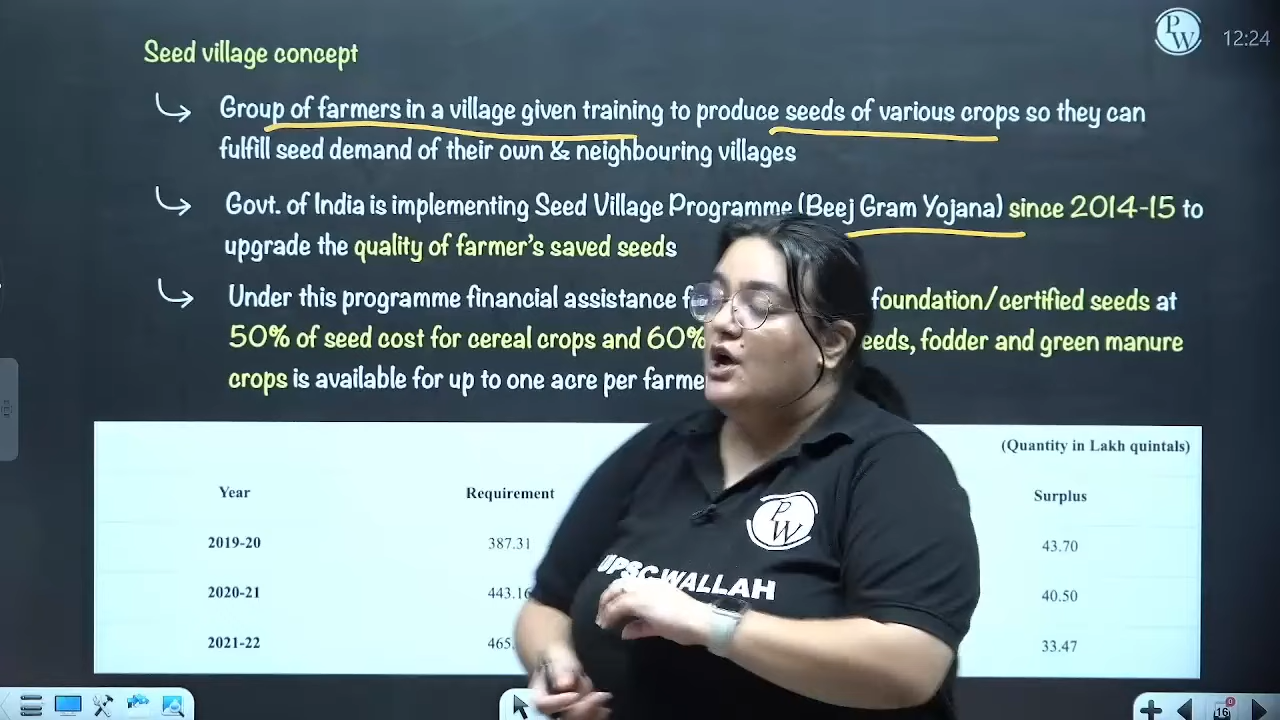 Seed village concept
PW
12:24
Group of farmers in a village given training to produce seeds of various crops so they can
fulfill seed demand of their own & neighbouring villages
Govt. of India is implementing Seed Village Programme (Beej Gram Yojana) since 2014-15 to
upgrade the quality of farmer's saved seeds
Under this programme financial assistance foundation/certified seeds at
50% of seed cost for cereal crops and 60% fodder and green manure
crops is available for up to one acre per
(Quantity in Lakh quintals)
Year Requirement Surplus
2019-20 387.31 43.70
2020-21 443.16 40.50
2021-22 465. 33.47
PW
UPSC WALLAH
16